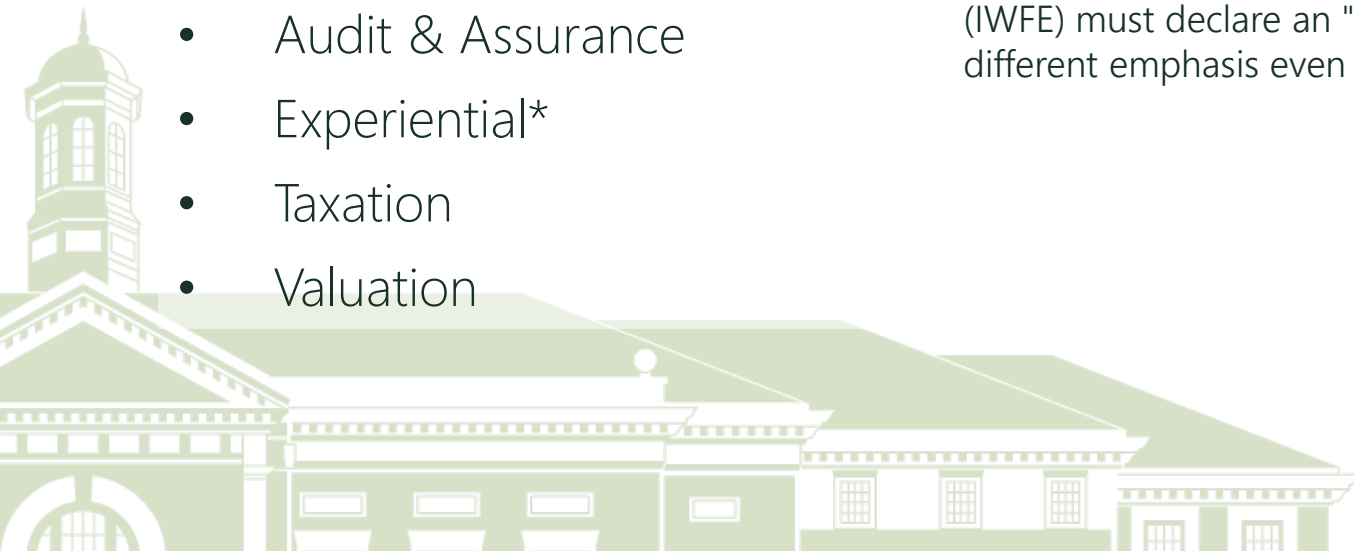 • Audit & Assurance
• Experiential*
• Taxation
• Valuation
(IWFE) must declare an "
different emphasis even